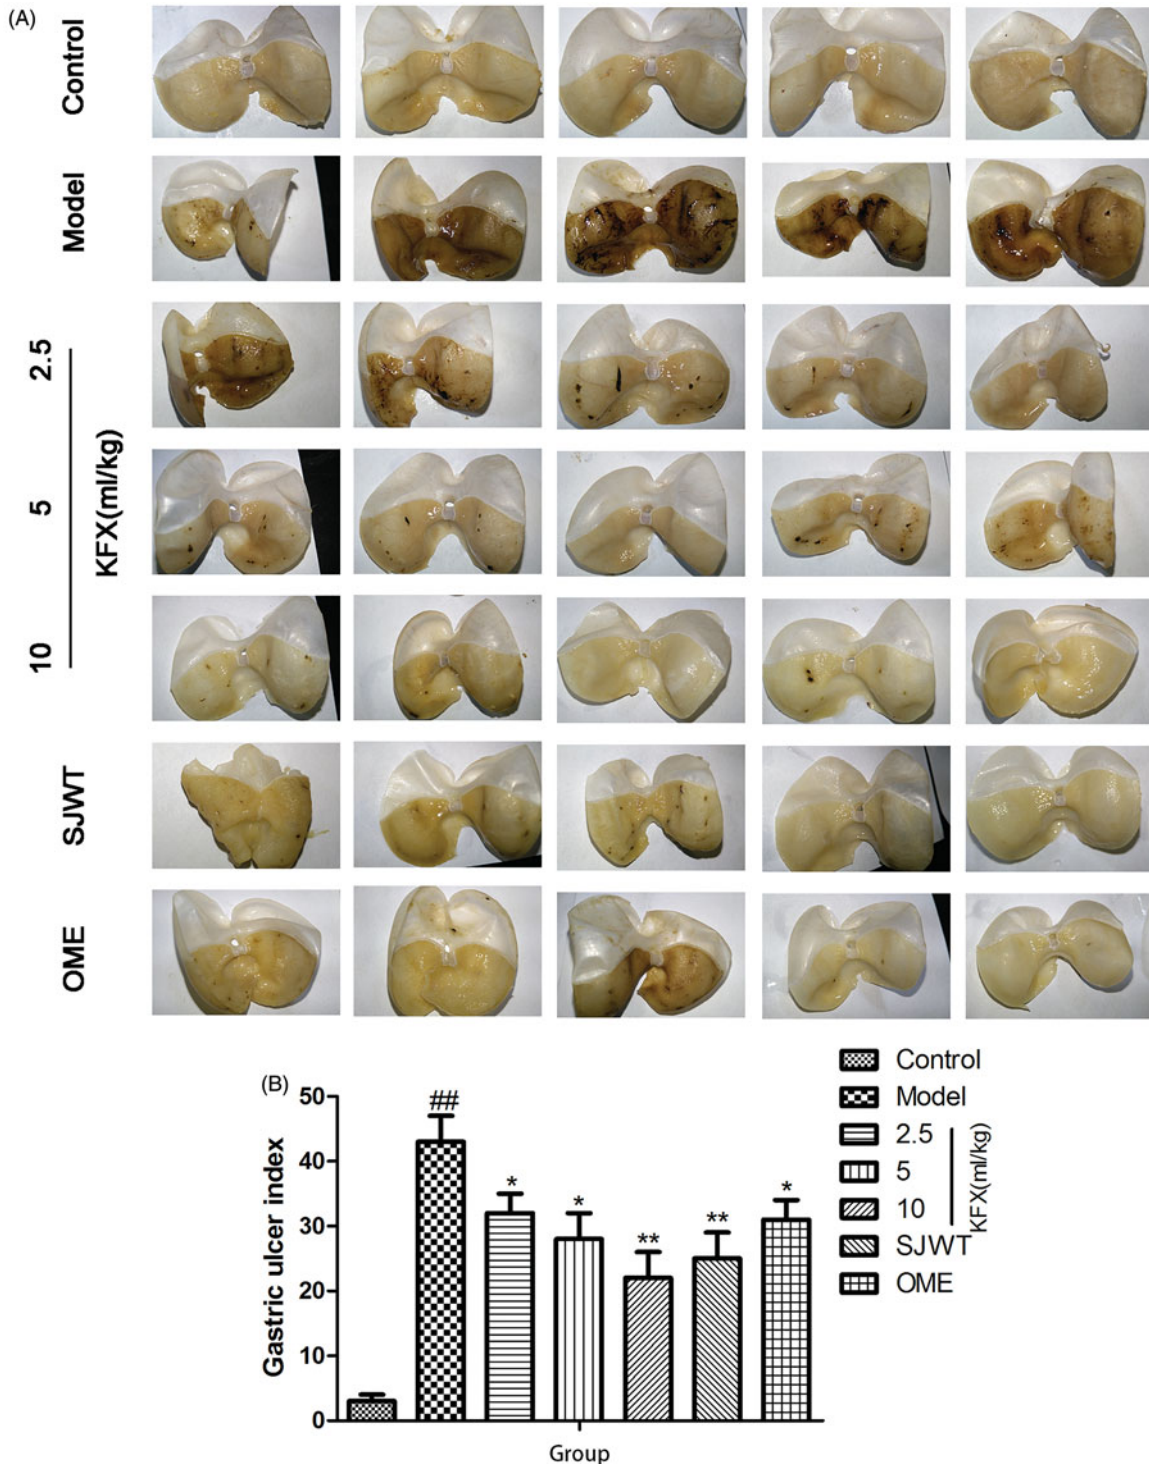 (A)
Control
Model
2.5
5
10
KFX(ml/kg)
SJWT
OME
(B)
Gastric ulcer index
50
40
30
20
10
0
##
*
*
**
**
*
Group
Control
Model
2.5
5
10
KFX(ml/kg)
SJWT
OME